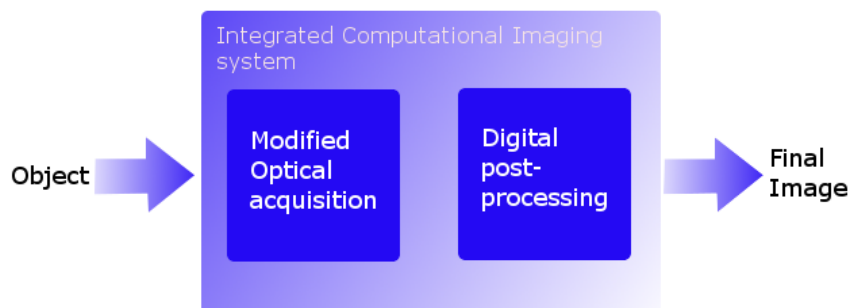 Integrated Computational Imaging
system
Object
Modified
Optical
acquisition
Digital
post-
processing
Final
Image